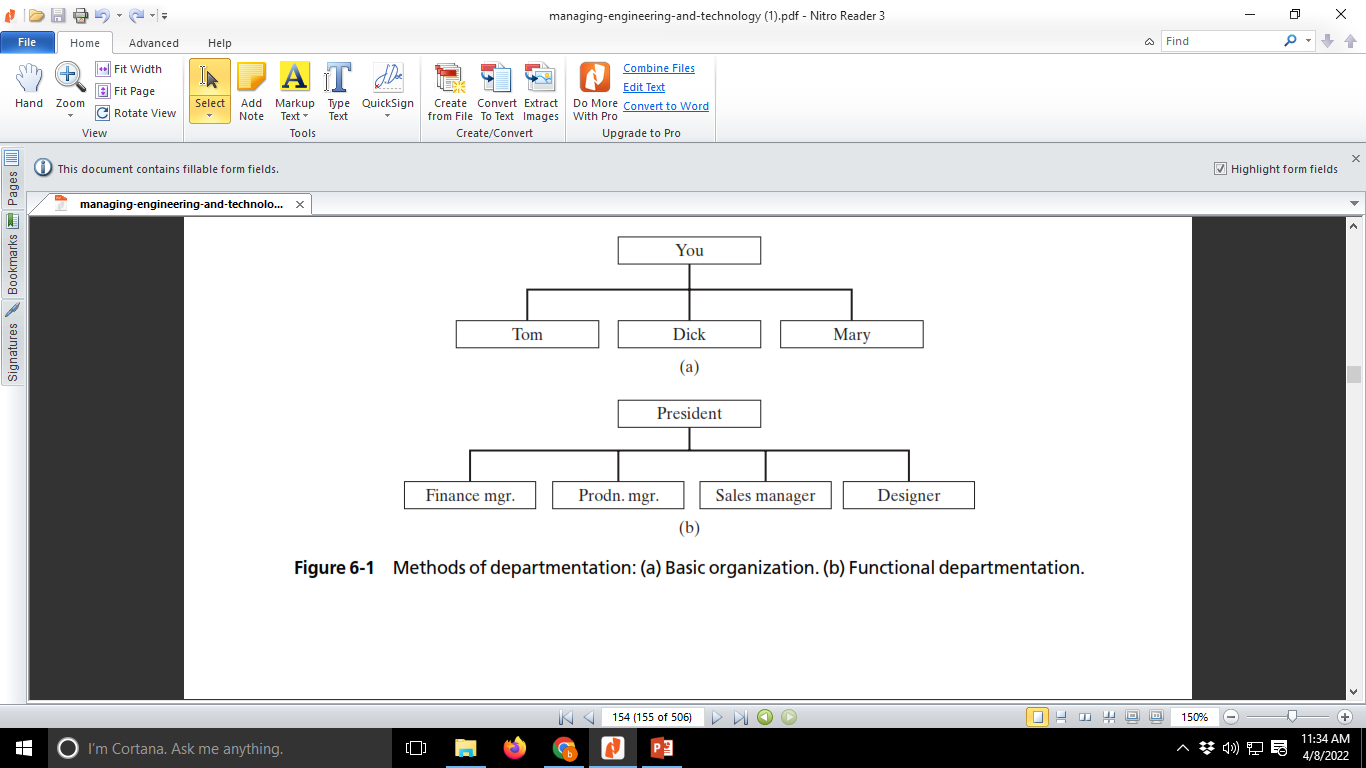 managing-engineering-and-technology (1).pdf - Nitro Reader 3
File Home Advanced Help
Find
Hand
Zoom
Fit Width
Fit Page
Rotate View
View
Select
Add Note
Markup Text
Type Text
QuickSign
Tools
Create from File
Convert To Text
Extract Images
Create/Convert
Do More With Pro
Combine Files
Edit Text
Convert to Word
Upgrade to Pro
This document contains fillable form fields.
Highlight form fields
managing-engineering-and-technolo...
Pages
Bookmarks
Signatures
You
Tom Dick Mary
(a)
President
Finance mgr. Prodn. mgr. Sales manager Designer
(b)
Figure 6-1 Methods of departmentation: (a) Basic organization. (b) Functional departmentation.
154 (155 of 506)
150%
I'm Cortana. Ask me anything.
11:34 AM
4/8/2022